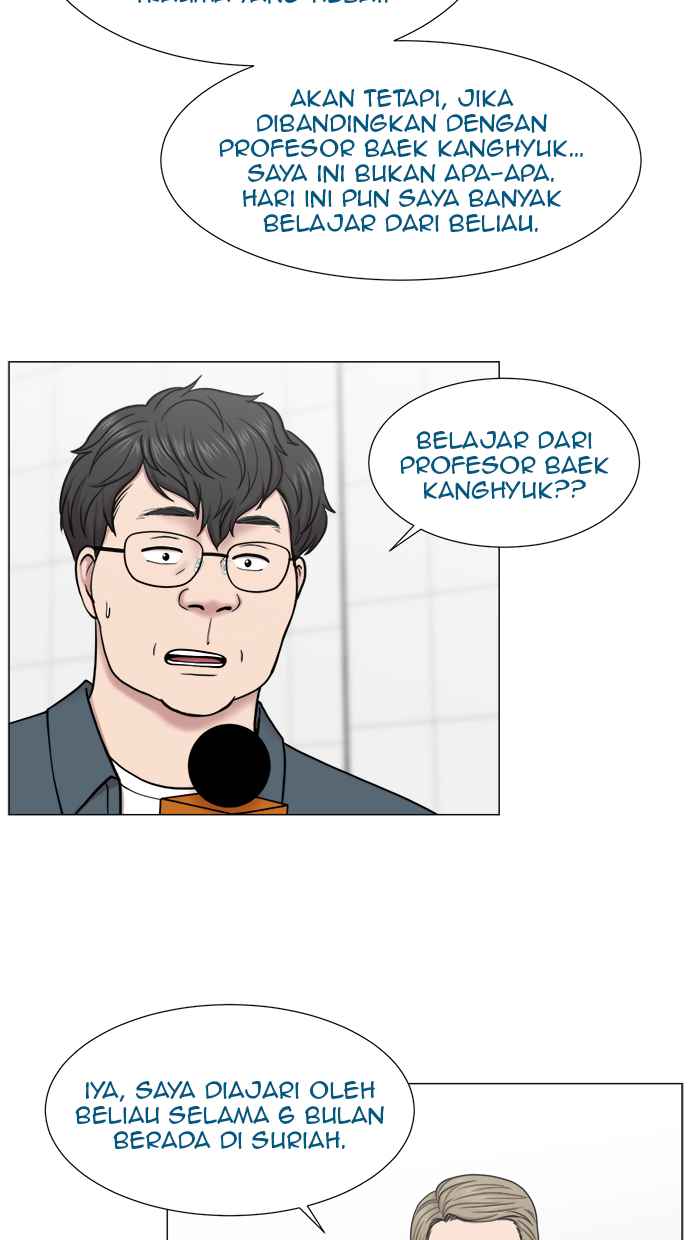 AKAN TETAPI, JIKA
DIBANDINGKAN DENGAN
PROFESOR BAEK KANGHYUK...
SAYA INI BUKAN APA-APA.
HARI INI PUN SAYA BANYAK
BELAJAR DARI BELIAU.
BELAJAR DARI
PROFESOR BAEK
KANGHYUK??
IYA, SAYA DIAJARI OLEH
BELIAU SELAMA 6 BULAN
BERADA DI SURIAH.